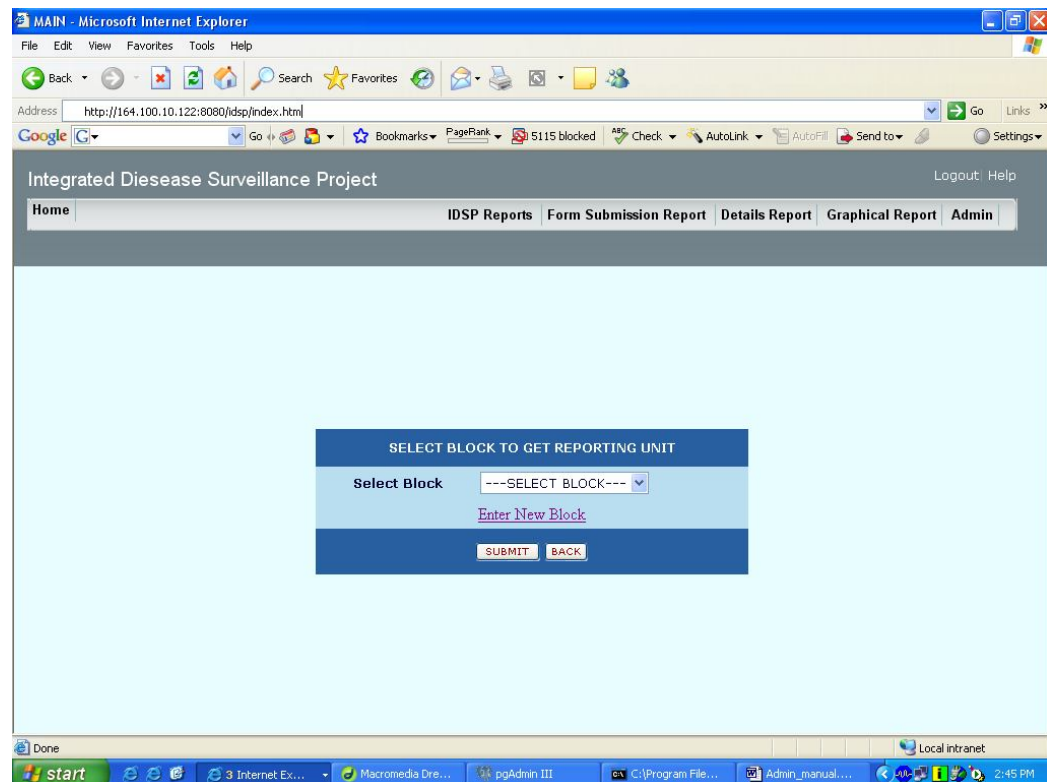 MAIN - Microsoft Internet Explorer
File Edit View Favorites Tools Help
Back Search Favorites
Address http://164.100.10.122:8080/idsp/index.htm Go Links »
Google G Go Bookmarks PageRank 5115 blocked ABC Check AutoLink AutoFill Send to Settings
Integrated Diesease Surveillance Project Logout| Help
Home IDSP Reports Form Submission Report Details Report Graphical Report Admin
SELECT BLOCK TO GET REPORTING UNIT
Select Block ---SELECT BLOCK---
Enter New Block
SUBMIT BACK
Done Local intranet
start 3 Internet Ex... Macromedia Dre... pgAdmin III C:\Program File... Admin_manual.... 2:45 PM